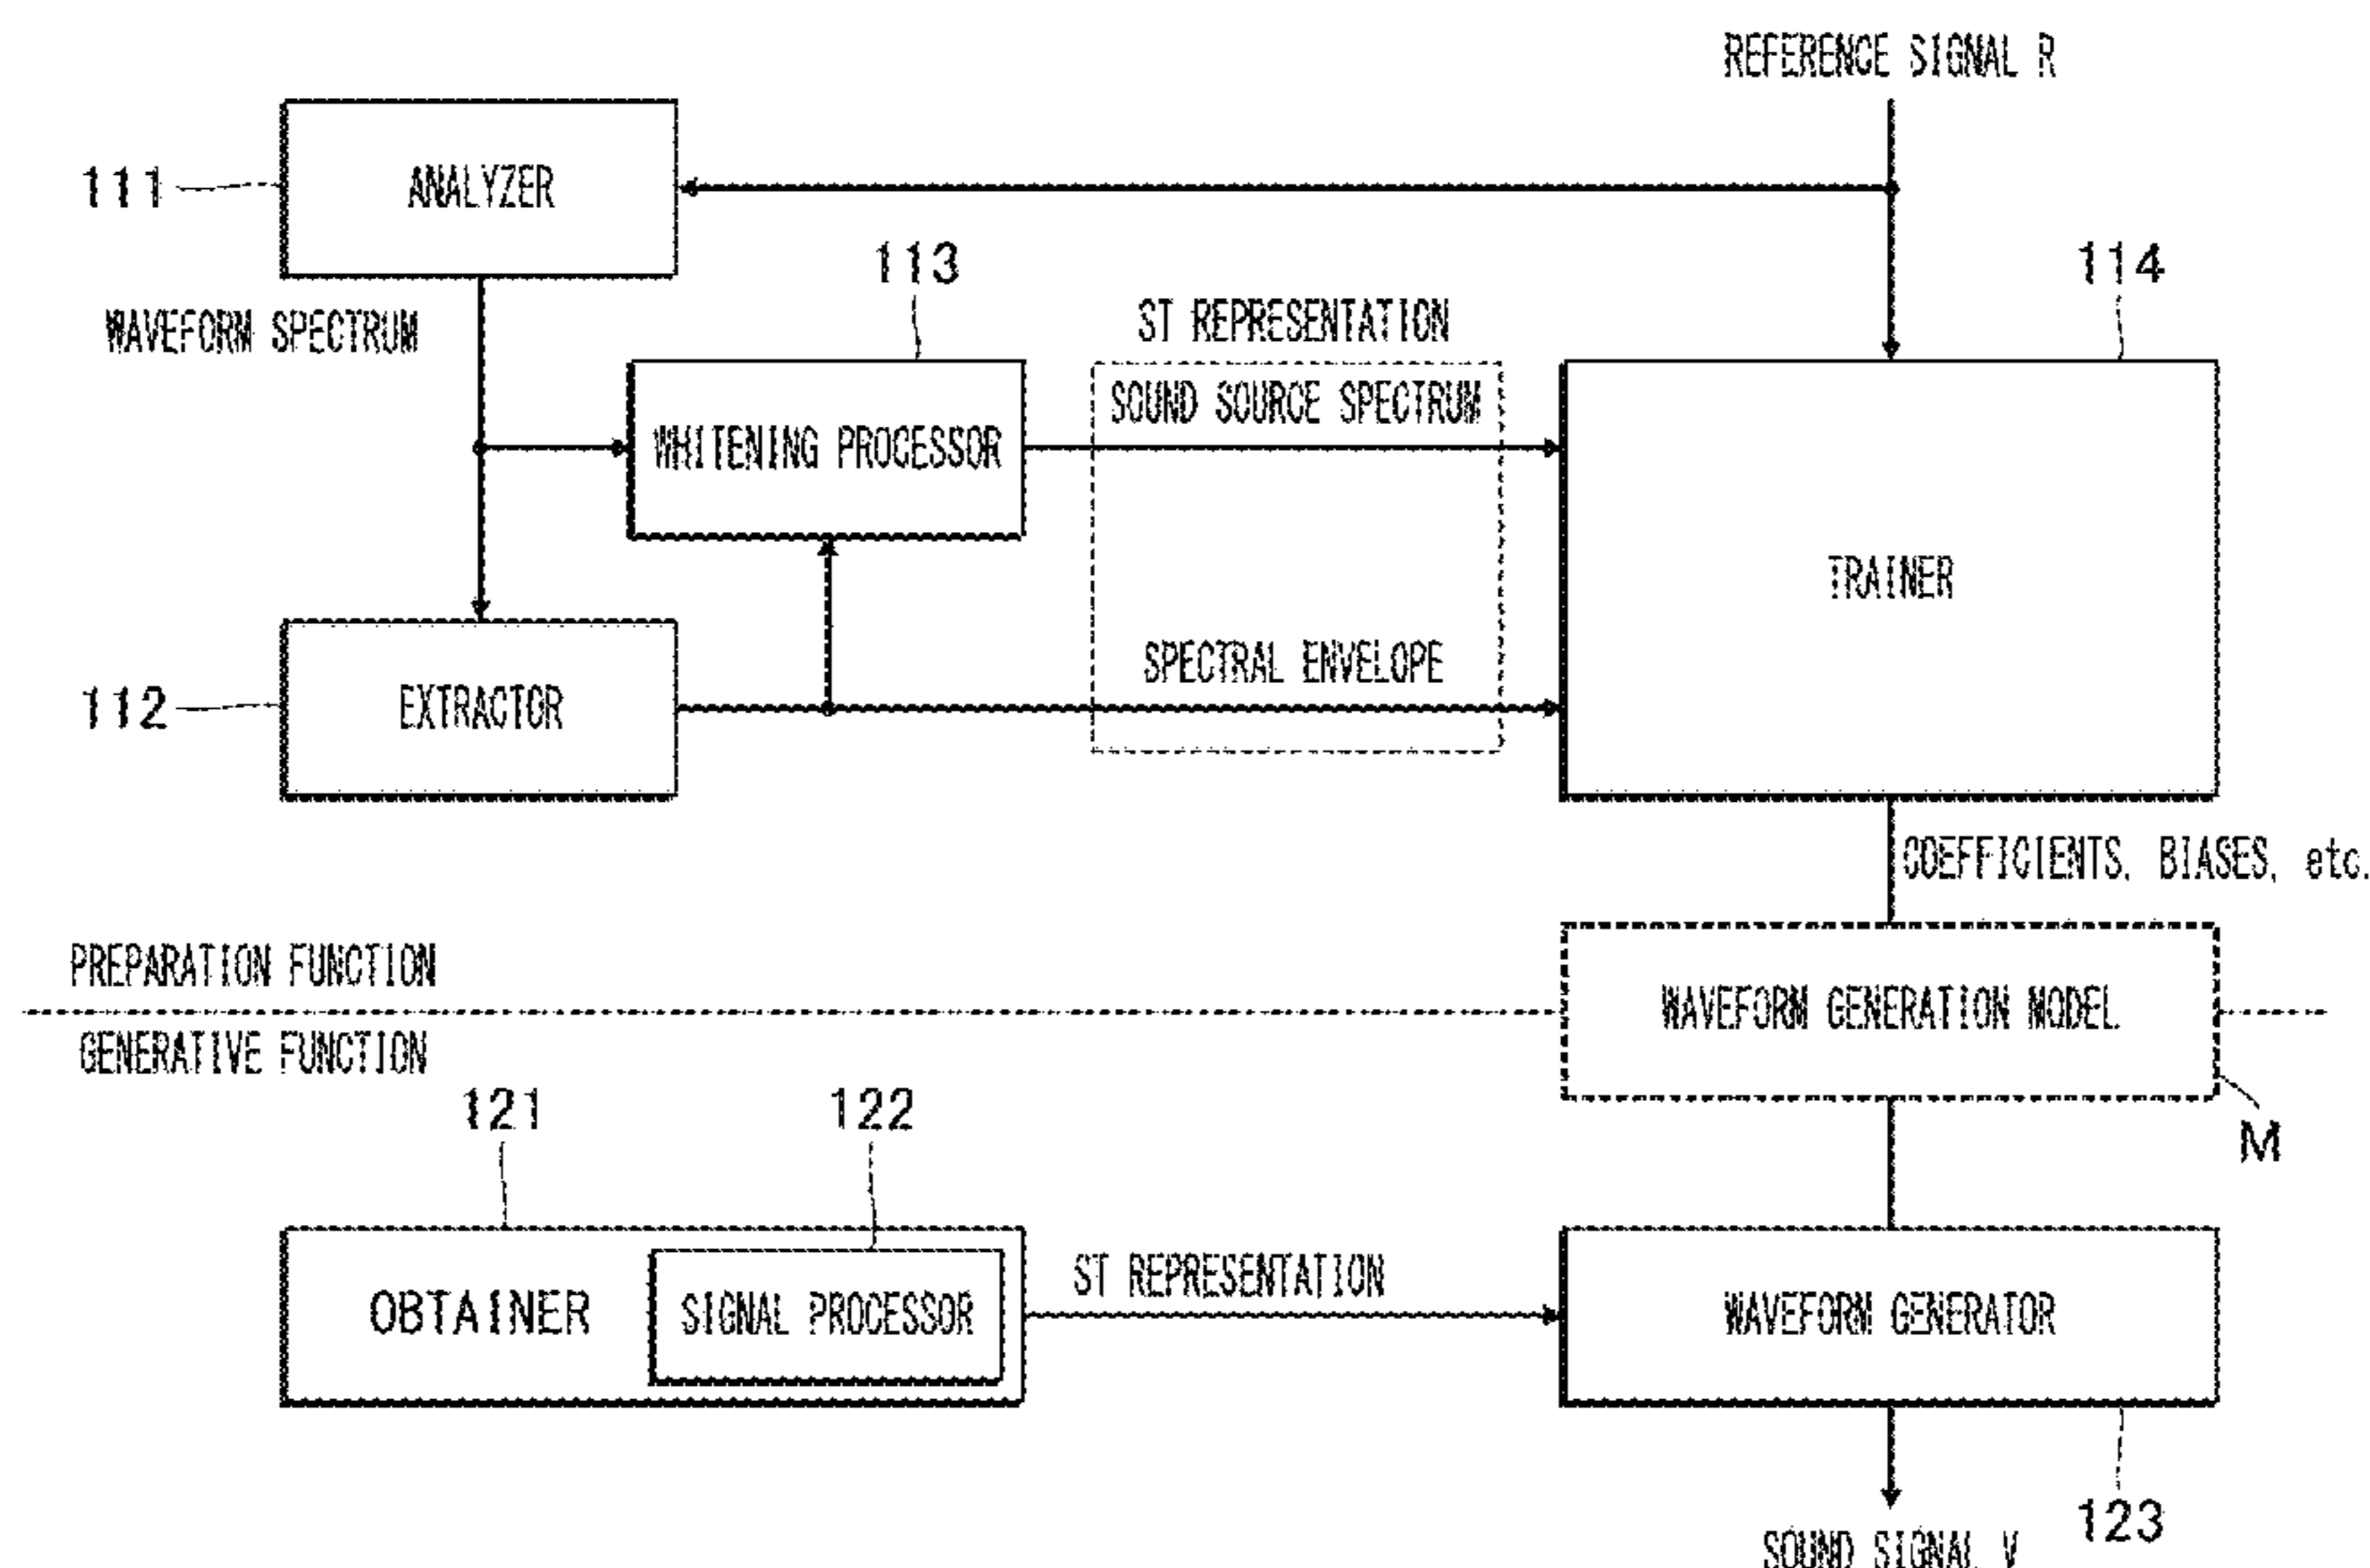 REFERENCE SIGNAL R
111
ANALYZER
113
114
WAVEFORM SPECTRUM
ST REPRESENTATION
SOUND SOURCE SPECTRUM
WHITENING PROCESSOR
TRAINER
SPECTRAL ENVELOPE
112
EXTRACTOR
COEFFICIENTS, BIASES, etc.
PREPARATION FUNCTION
WAVEFORM GENERATION MODEL
GENERATIVE FUNCTION
121
122
M
ST REPRESENTATION
OBTAINER
SIGNAL PROCESSOR
WAVEFORM GENERATOR
123
SOUND SIGNAL V